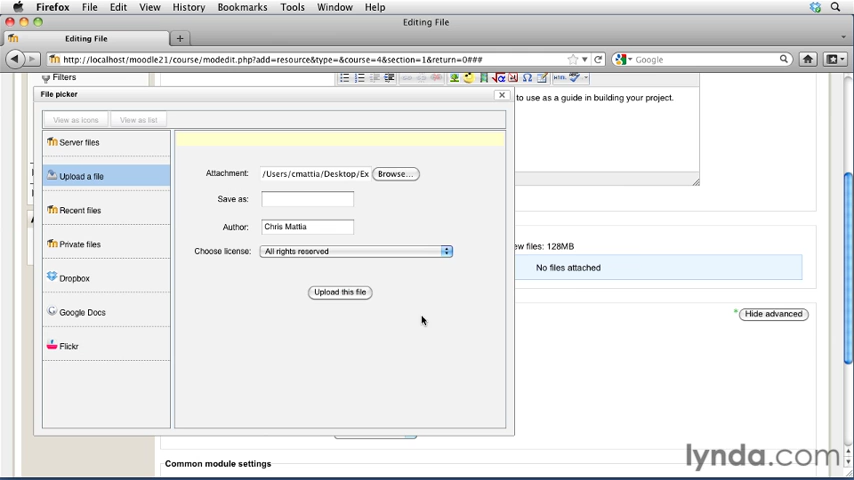 Firefox File Edit View History Bookmarks Tools Window Help
Editing File
Editing File
http://localhost/moodle21/course/modedit.php?add=resource&type=&course=4&section=1&return=0###
Google
Filters
File picker
to use as a guide in building your project.
View as icons View as list
Server files
Upload a file
Recent files
Private files
Dropbox
Google Docs
Flickr
Attachment: /Users/cmattia/Desktop/Ex Browse...
Save as:
Author: Chris Mattia
Choose license: All rights reserved
Upload this file
ew files: 128MB
No files attached
* Hide advanced
Common module settings
lynda.com